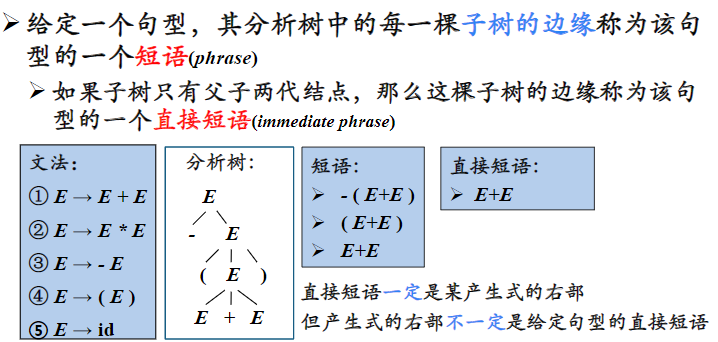 ➢ 给定一个句型，其分析树中的每一棵子树的边缘称为该句
型的一个短语(phrase)
➢ 如果子树只有父子两代结点，那么这棵子树的边缘称为该句
型的一个直接短语(immediate phrase)
文法：
① E → E + E
② E → E * E
③ E → - E
④ E → ( E )
⑤ E → id
分析树：
E
- E
( E )
E + E
短语：
➢ - ( E+E )
➢ ( E+E )
➢ E+E
直接短语：
➢ E+E
直接短语一定是某产生式的右部
但产生式的右部不一定是给定句型的直接短语